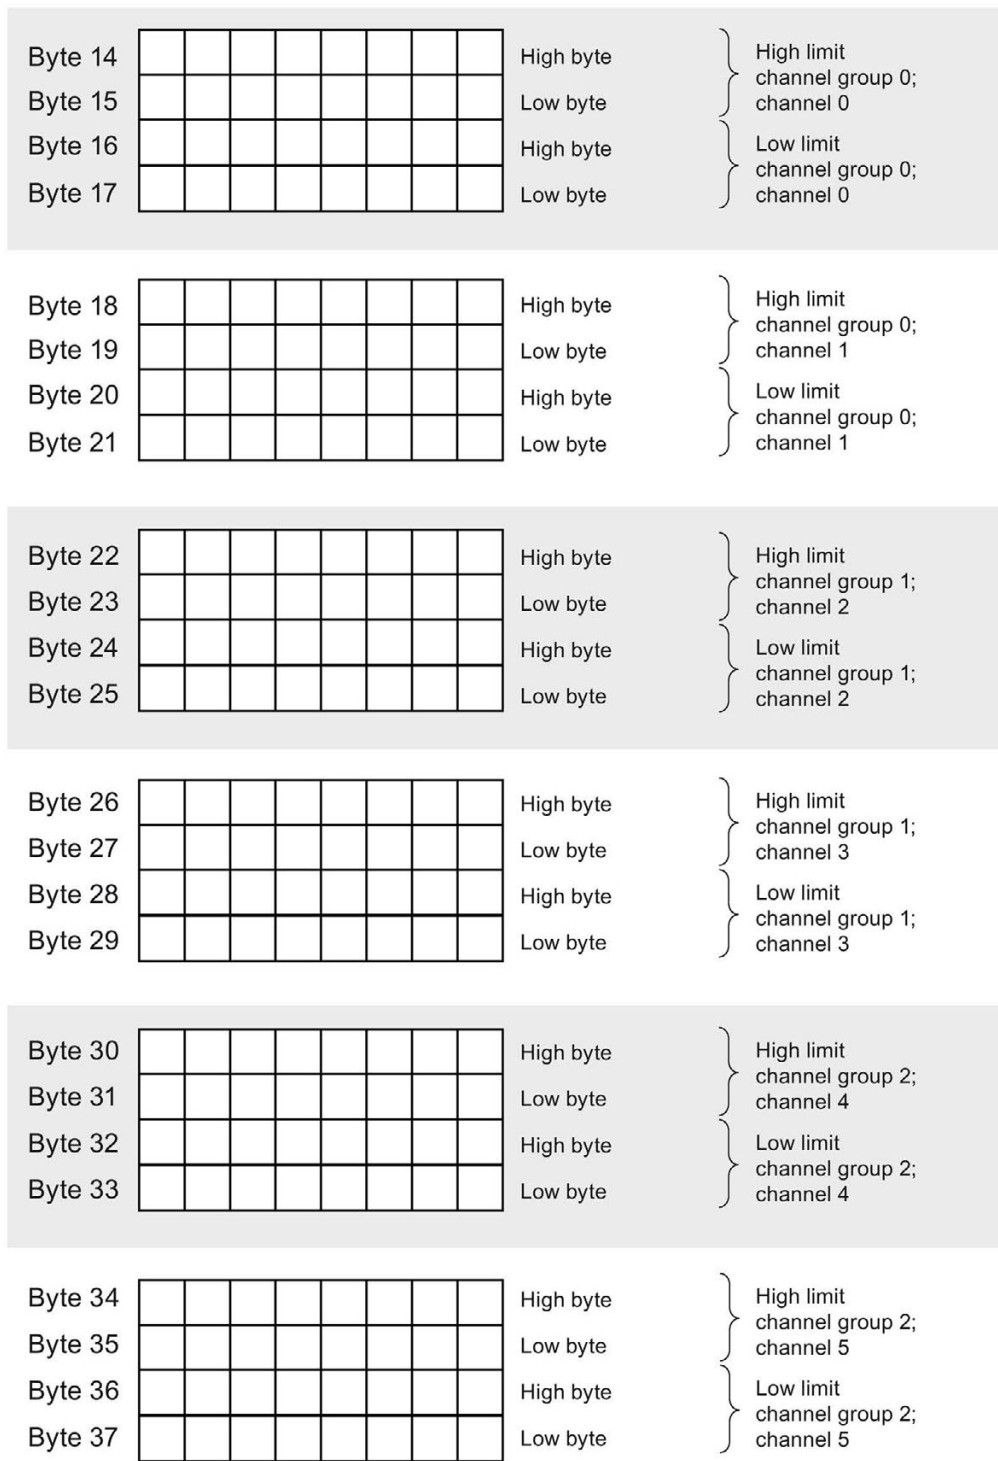 Byte 14 High byte High limit
channel group 0;
Byte 15 Low byte channel 0
Byte 16 High byte Low limit
channel group 0;
Byte 17 Low byte channel 0
Byte 18 High byte High limit
channel group 0;
Byte 19 Low byte channel 1
Byte 20 High byte Low limit
channel group 0;
Byte 21 Low byte channel 1
Byte 22 High byte High limit
channel group 1;
Byte 23 Low byte channel 2
Byte 24 High byte Low limit
channel group 1;
Byte 25 Low byte channel 2
Byte 26 High byte High limit
channel group 1;
Byte 27 Low byte channel 3
Byte 28 High byte Low limit
channel group 1;
Byte 29 Low byte channel 3
Byte 30 High byte High limit
channel group 2;
Byte 31 Low byte channel 4
Byte 32 High byte Low limit
channel group 2;
Byte 33 Low byte channel 4
Byte 34 High byte High limit
channel group 2;
Byte 35 Low byte channel 5
Byte 36 High byte Low limit
channel group 2;
Byte 37 Low byte channel 5